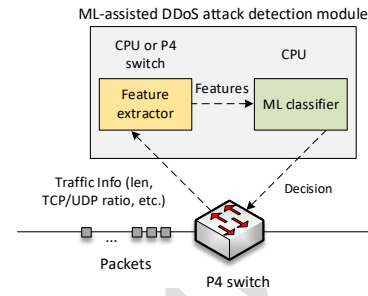 ML-assisted DDoS attack detection module
CPU or P4
switch
CPU
Feature
extractor
Features
ML classifier
Traffic Info (len,
TCP/UDP ratio, etc.)
Decision
...
Packets
P4 switch